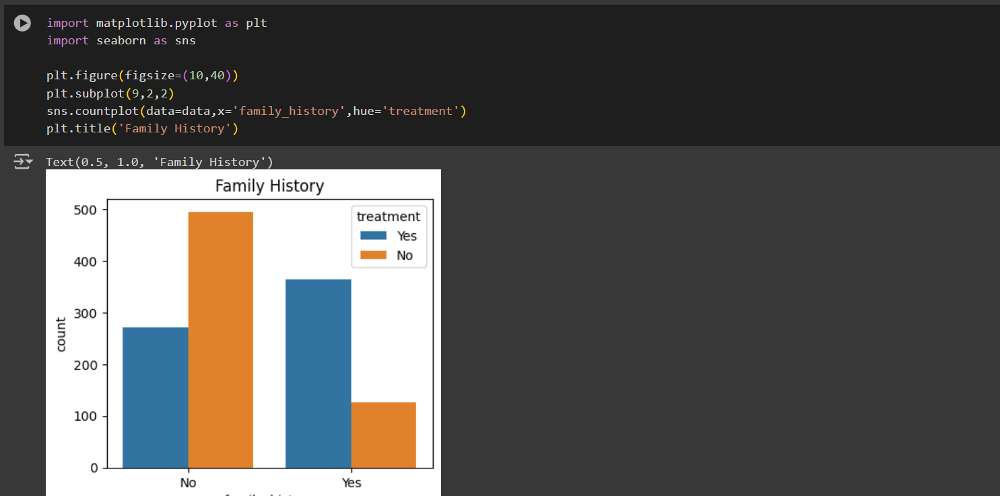 import matplotlib.pyplot as plt
import seaborn as sns
plt.figure(figsize=(10,40))
plt.subplot(9,2,2)
sns.countplot(data=data,x='family_history',hue='treatment')
plt.title('Family History')
Text(0.5, 1.0, 'Family History')
Family History
500
400
300
200
100
0
count
treatment
Yes
No
No
Yes